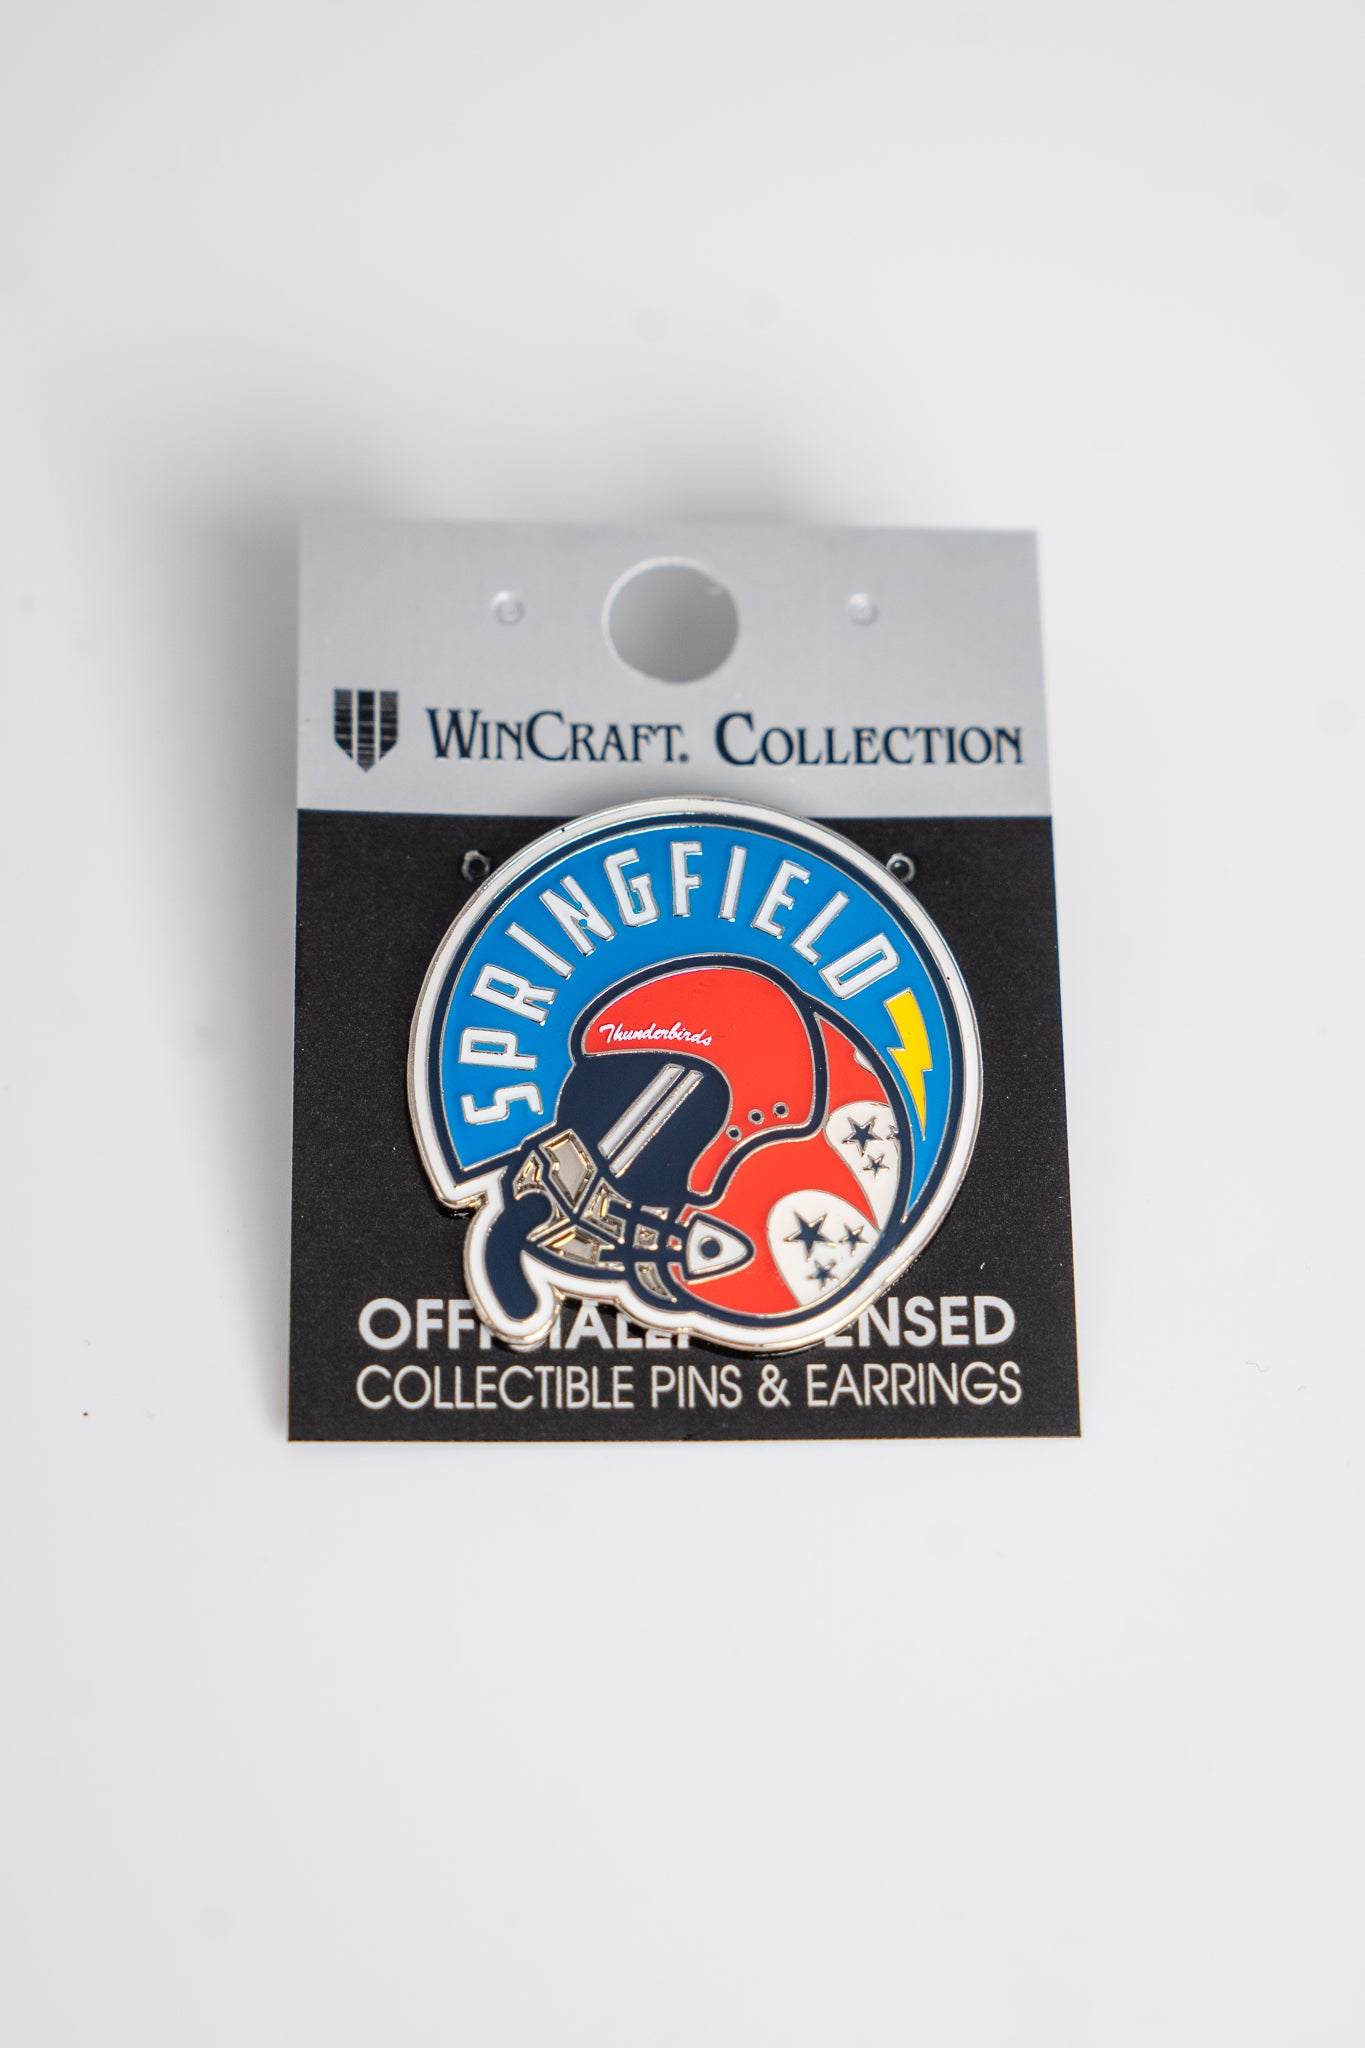 WINCRAFT. COLLECTION
SPRINGFIELD
Thunderbirds
COLLECTIBLE PINS & EARRINGS